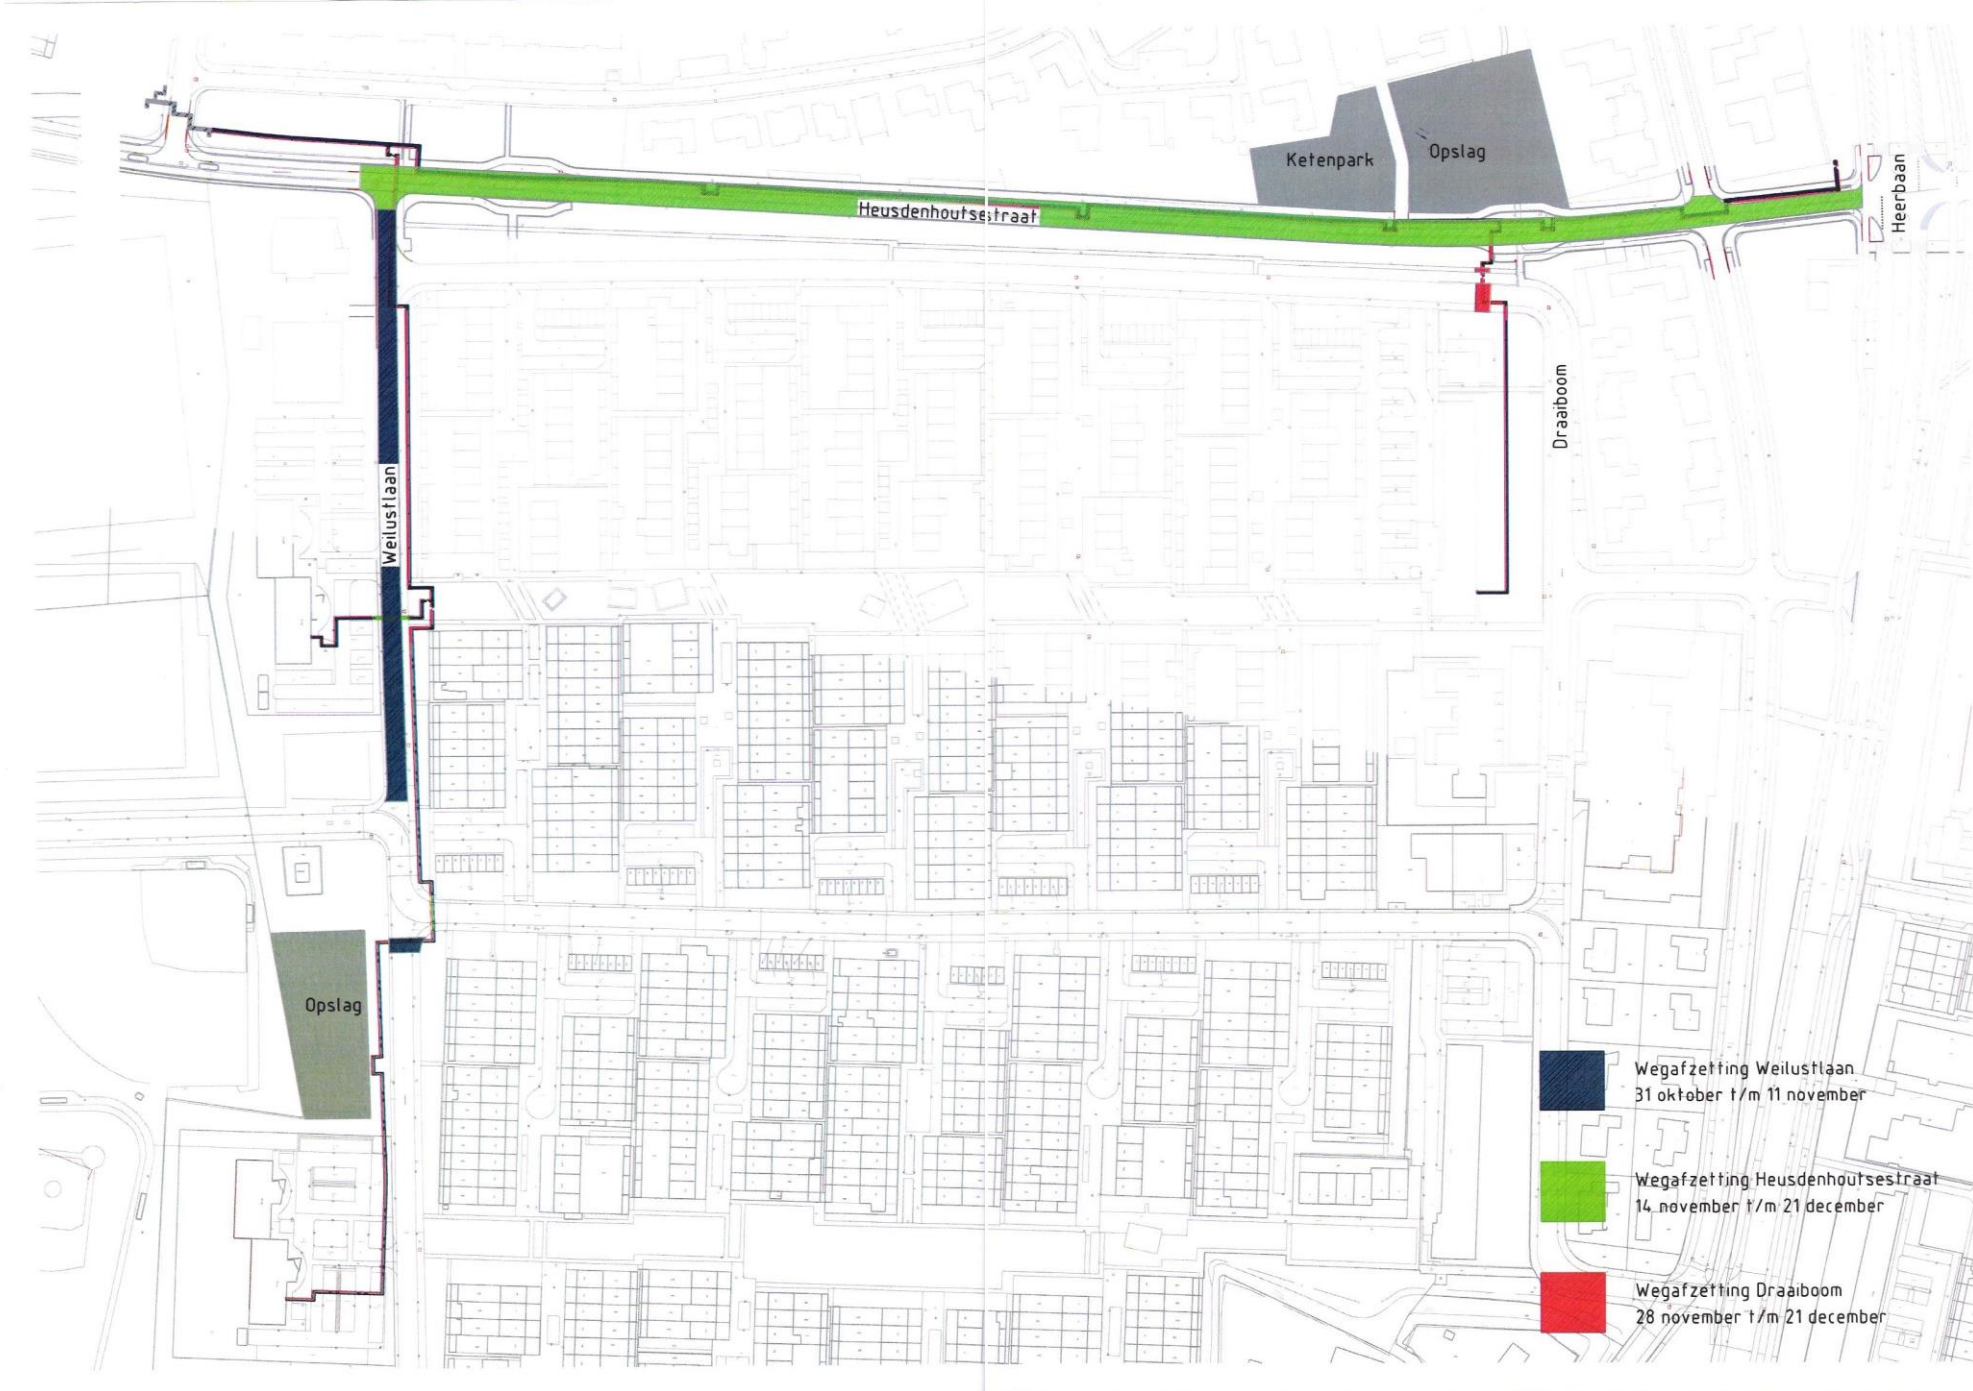 Ketenpark
Opslag
Heerbaan
Heusdenhoutsestraat
Draaiboom
Weilustlaan
Opslag
Wegafzetting Weilustlaan
31 oktober t/m 11 november
Wegafzetting Heusdenhoutsestraat
14 november t/m 21 december
Wegafzetting Draaiboom
28 november t/m 21 december